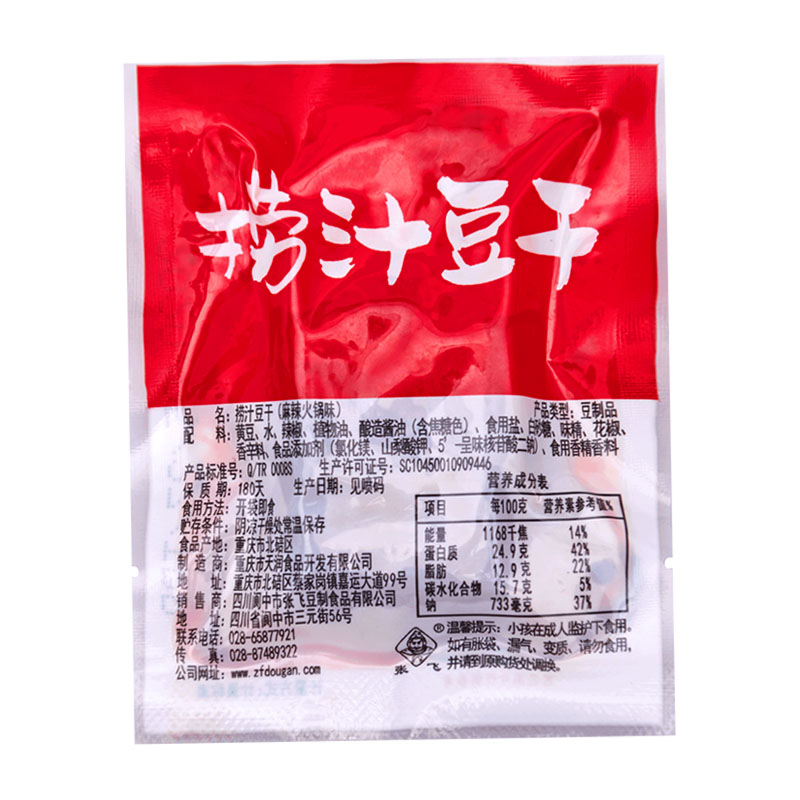 捞汁豆干
品 名：捞汁豆干(麻辣火锅味) 产品类型：豆制品
配 料：黄豆、水、辣椒、植物油、酿造酱油（含焦糖色）、食用盐、白砂糖、味精、花椒、
香辛料、食品添加剂（氯化镁、山梨酸钾、5'一呈味核苷酸二钠）、食用香精香料
产品标准号：Q/TR 0008S 生产许可证号：SC10450010909446
保 质 期：180天 生产日期：见喷码
食用方法：开袋即食
贮存条件：阴凉干燥处常温保存
食品产地：重庆市北碚区
制 造 商：重庆市天润食品开发有限公司
地 址：重庆市北碚区蔡家岗镇嘉运大道99号
销 售 商：四川阆中市张飞豆制食品有限公司
地 址：四川省阆中市三元街56号
联系电话：028-65877921
传 真：028-87489322
公司网址：www.zfdougan.com
营养成分表
项目 每100克 营养素参考值%
能量 1168千焦 14%
蛋白质 24.9克 42%
脂肪 12.9克 22%
碳水化合物 15.7克 5%
钠 733毫克 37%
张 飞 ®
温馨提示：小孩在成人监护下食用。
如有胀袋、漏气、变质、请勿食用，
并请到原购货处调换。